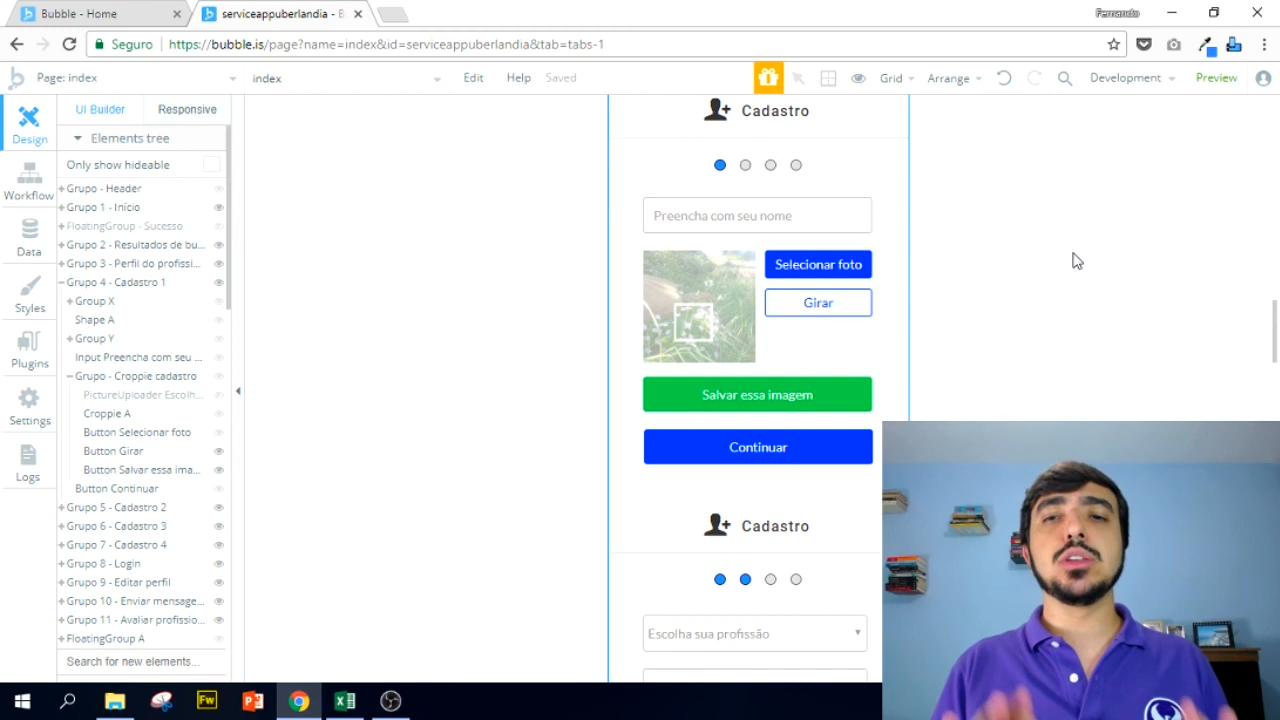 Bubble - Home
serviceappuberlandia - B
Fernando
Seguro
https://bubble.is/page?name=index&id=serviceappuberlandia&tab=tabs-1
Page: index
index
Edit
Help
Saved
Grid
Arrange
Development
Preview
Design
Workflow
Data
Styles
Plugins
Settings
Logs
UI Builder
Responsive
Elements tree
Only show hideable
Grupo - Header
Grupo 1 - Início
FloatingGroup - Sucesso
Grupo 2 - Resultados de bu...
Grupo 3 - Perfil do profissi...
Grupo 4 - Cadastro 1
Group X
Shape A
Group Y
Input Preencha com seu ...
Grupo - Croppie cadastro
PictureUploader Escolh...
Croppie A
Button Selecionar foto
Button Girar
Button Salvar essa ima...
Button Continuar
Grupo 5 - Cadastro 2
Grupo 6 - Cadastro 3
Grupo 7 - Cadastro 4
Grupo 8 - Login
Grupo 9 - Editar perfil
Grupo 10 - Enviar mensage...
Grupo 11 - Avaliar profissio...
FloatingGroup A
Search for new elements...
Cadastro
Preencha com seu nome
Selecionar foto
Girar
Salvar essa imagem
Continuar
Cadastro
Escolha sua profissão
Fw